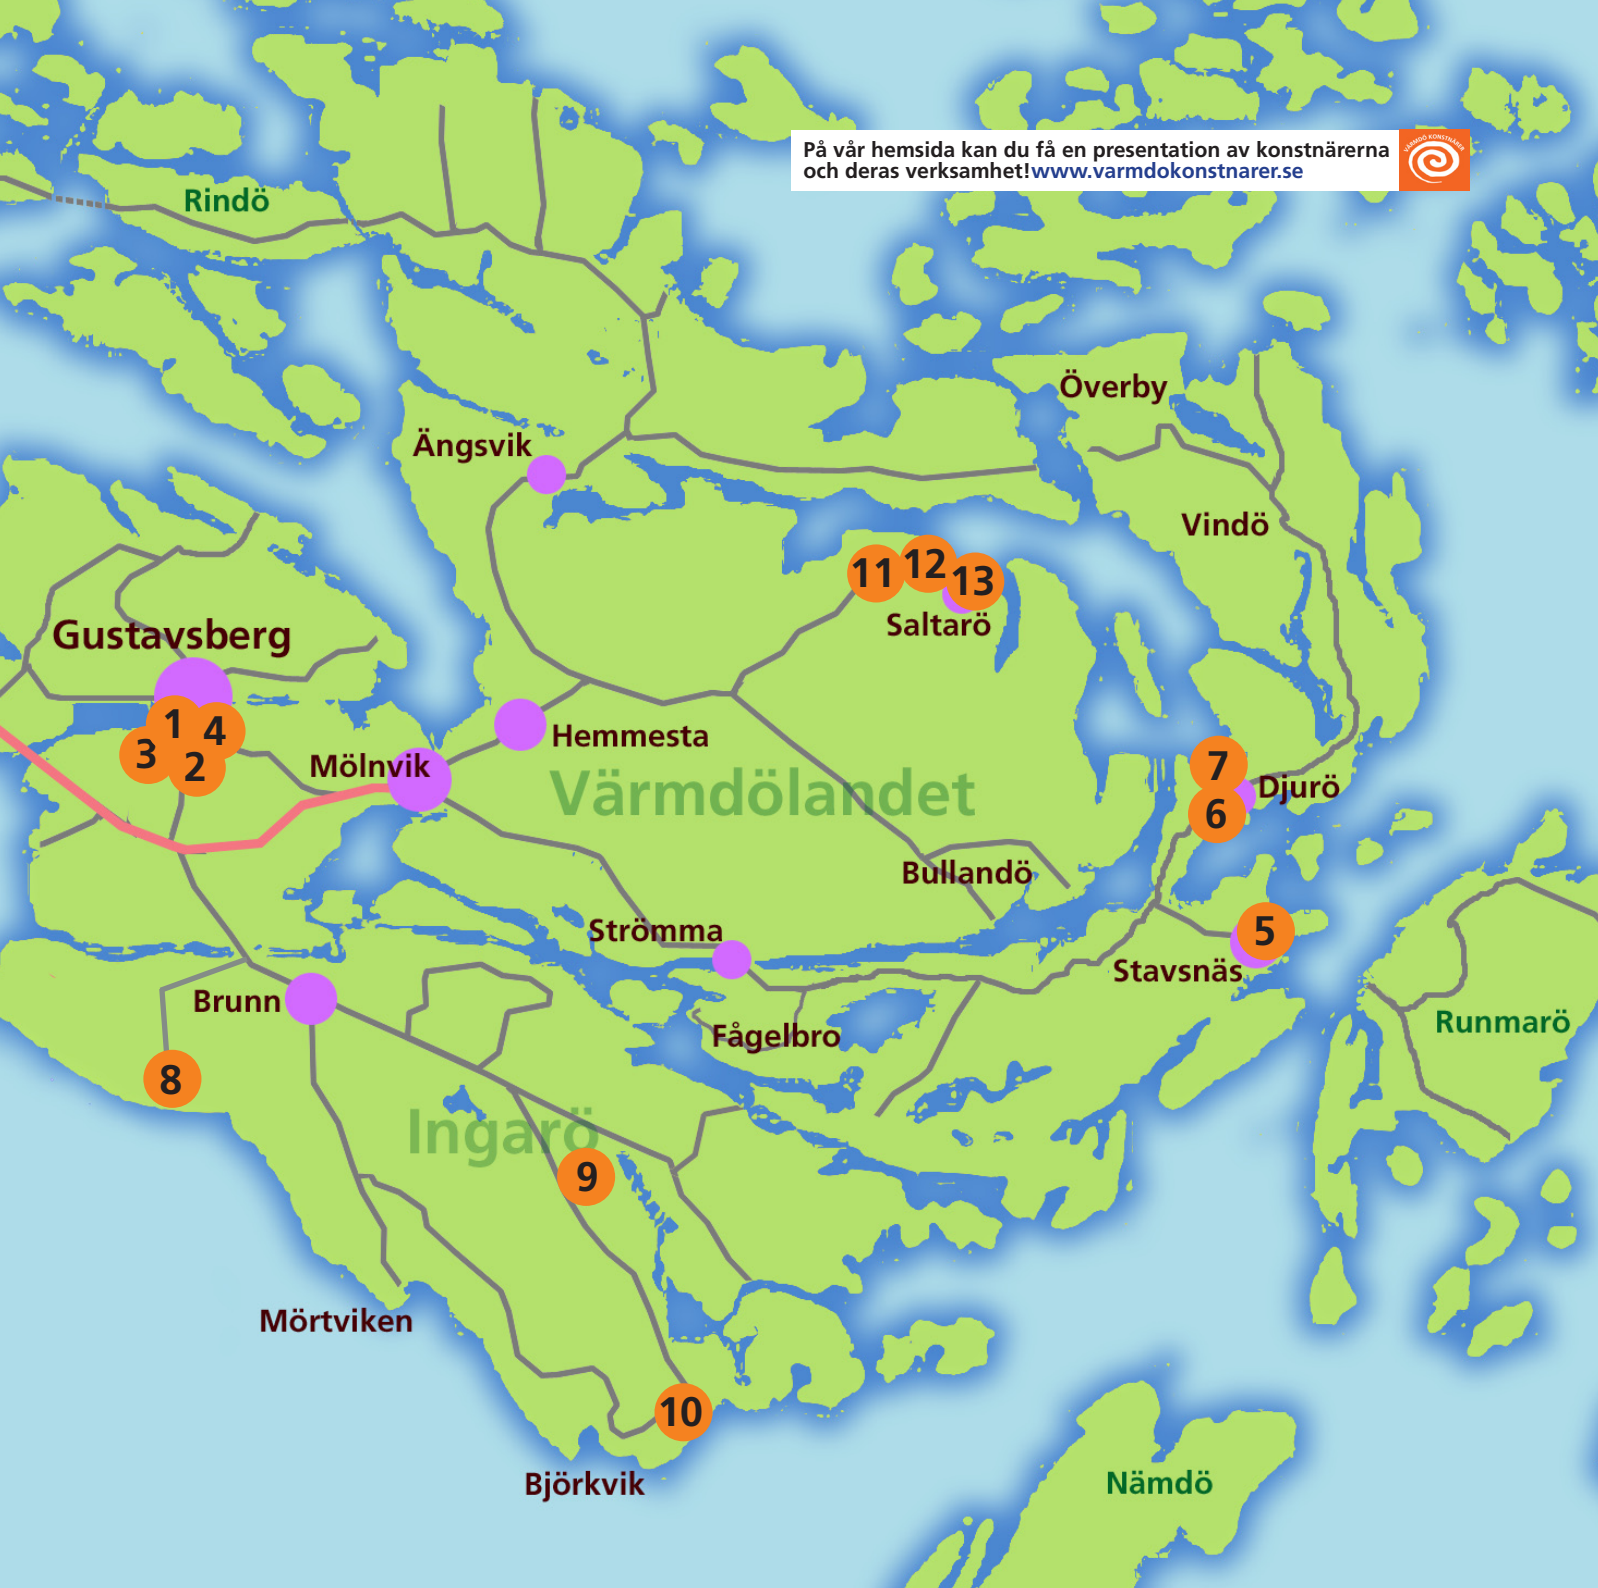 På vår hemsida kan du få en presentation av konstnärerna
och deras verksamhet!www.varmdokonstnarer.se
VÄRMDÖ KONSTNÄRER
Rindö
Överby
Ängsvik
Vindö
11
12
13
Saltarö
Gustavsberg
1
4
3
2
Hemmesta
Mölnvik
Värmdölandet
7
Djurö
6
Bullandö
Strömma
5
Stavsnäs
Brunn
Fågelbro
Runmarö
8
Ingarö
9
Mörtviken
10
Björkvik
Nämdö